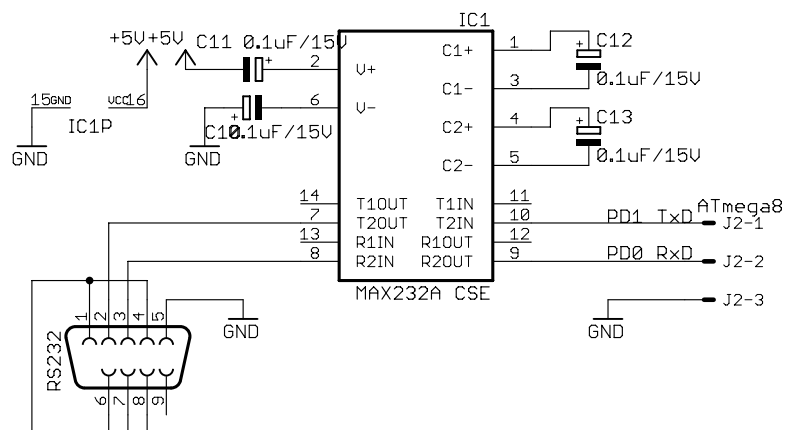 IC1
+5V+5V
C11 0.1uF/15V
2 V+
C1+ 1
C12
0.1uF/15V
C1- 3
15GND VCC16
IC1P
GND
6 V-
C10 0.1uF/15V
GND
C2+ 4
C13
0.1uF/15V
C2- 5
14 T1OUT T1IN 11
7 T2OUT T2IN 10 PD1 TxD ATmega8 J2-1
13 R1IN R1OUT 12
8 R2IN R2OUT 9 PD0 RxD J2-2
MAX232A CSE
GND J2-3
GND
1 2 3 4 5
RS232
6 7 8 9